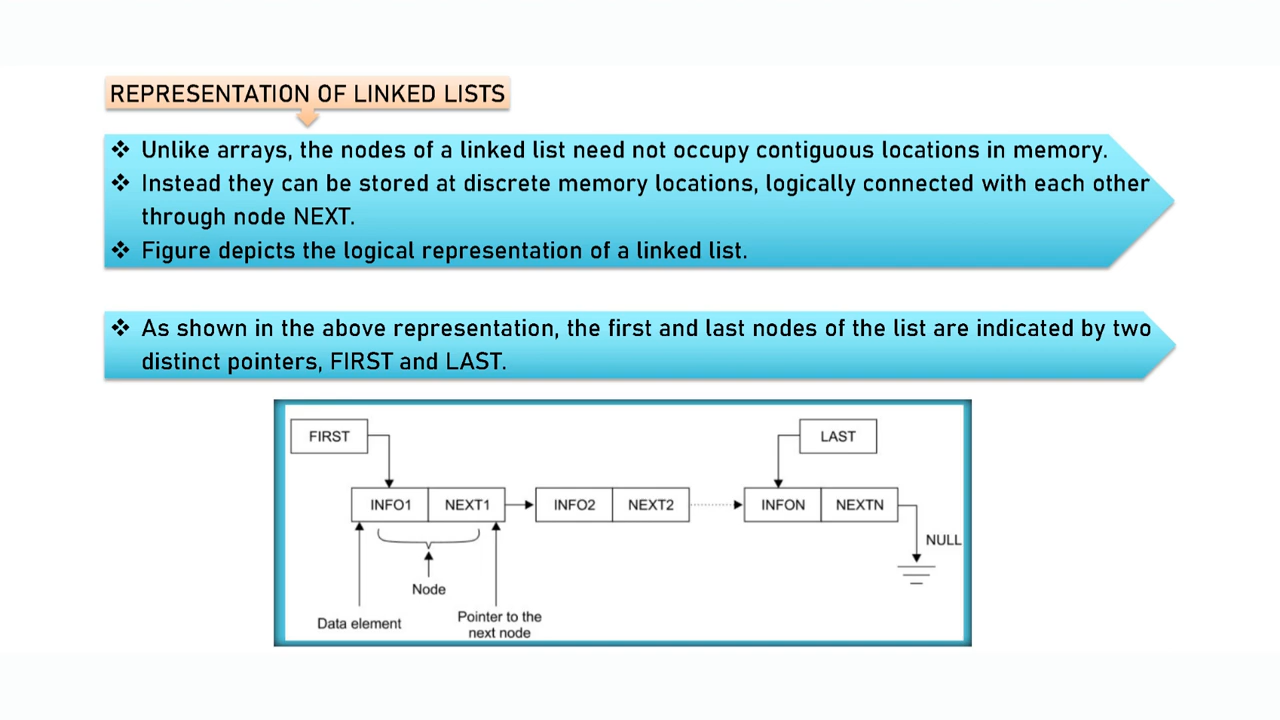 REPRESENTATION OF LINKED LISTS
❖ Unlike arrays, the nodes of a linked list need not occupy contiguous locations in memory.
❖ Instead they can be stored at discrete memory locations, logically connected with each other
through node NEXT.
❖ Figure depicts the logical representation of a linked list.
❖ As shown in the above representation, the first and last nodes of the list are indicated by two
distinct pointers, FIRST and LAST.
FIRST
LAST
INFO1 NEXT1 INFO2 NEXT2 INFON NEXTN
NULL
Node
Data element
Pointer to the
next node